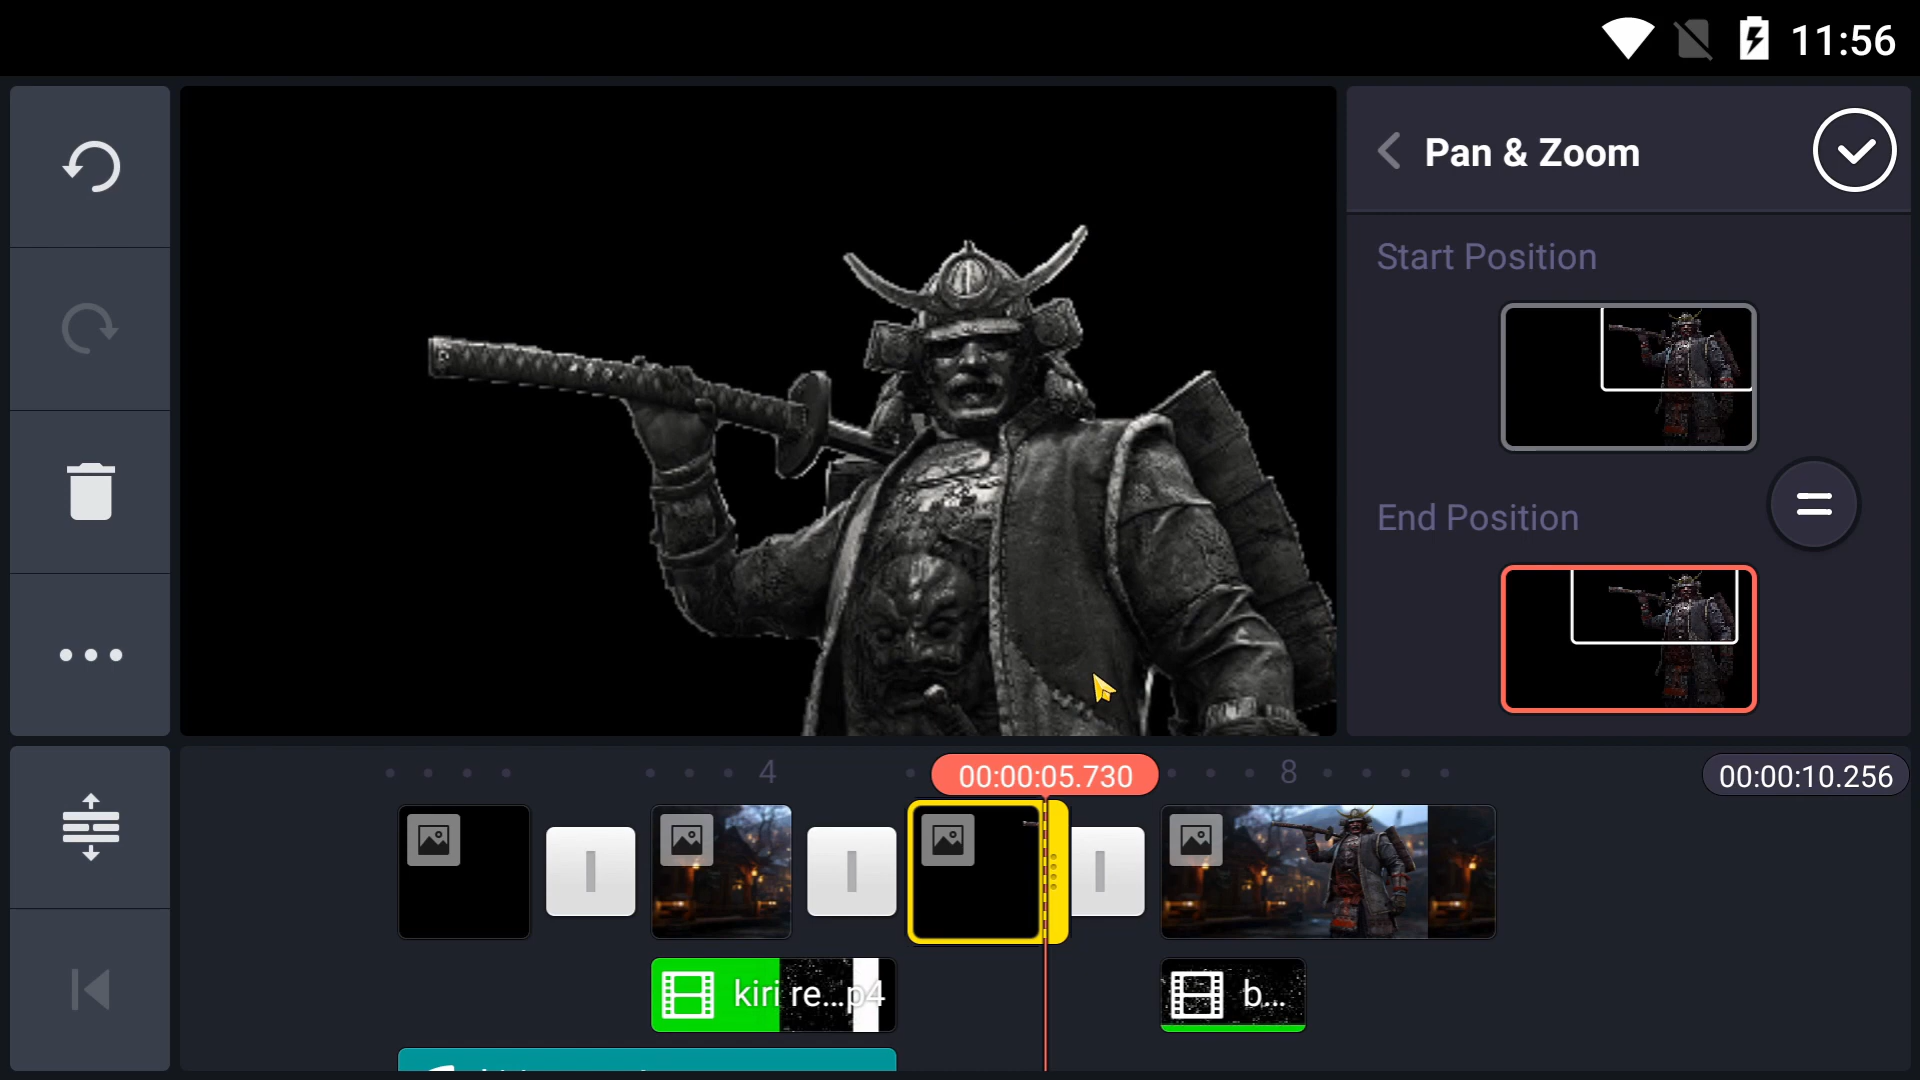 11:56
Pan & Zoom
Start Position
End Position
4
00:00:05.730
8
00:00:10.256
kiri re...p4
b...